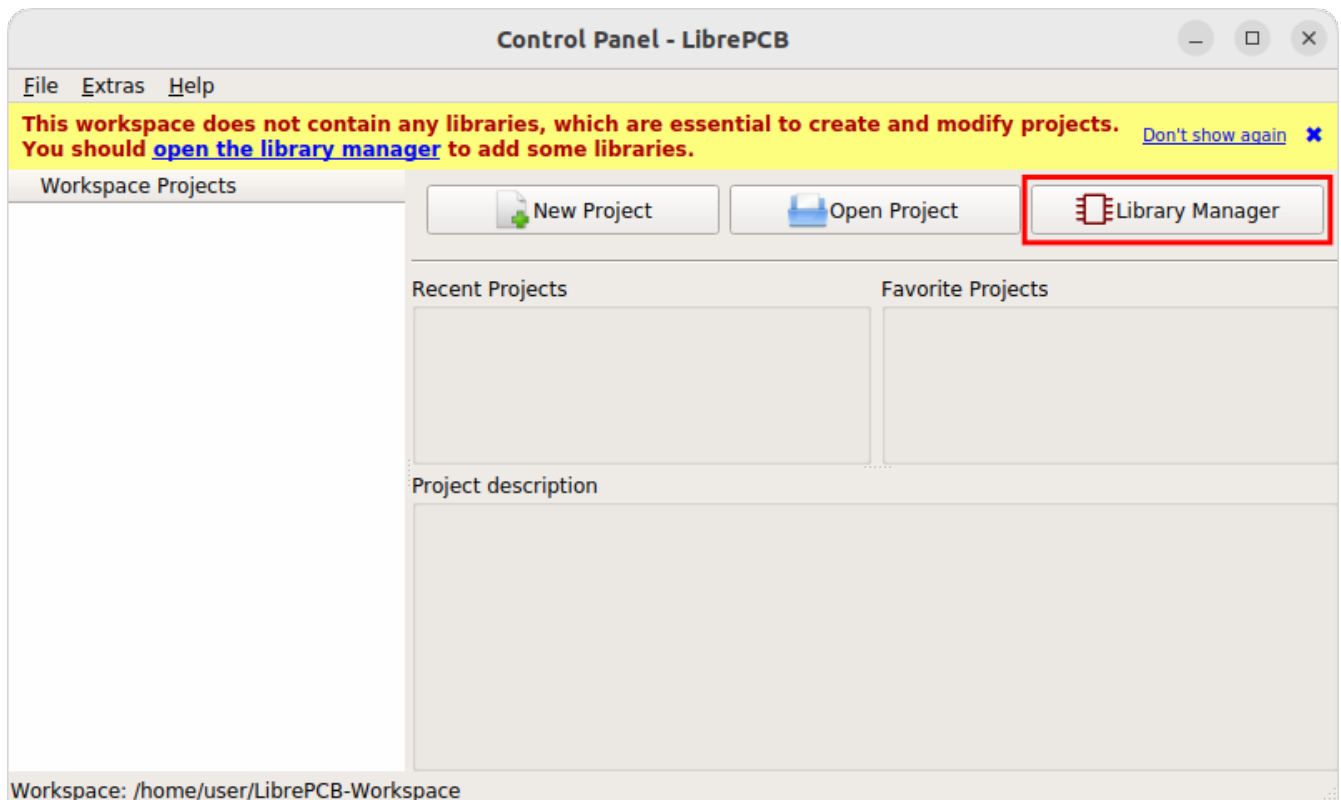 Control Panel - LibrePCB
File Extras Help
This workspace does not contain any libraries, which are essential to create and modify projects.
You should open the library manager to add some libraries.
Don't show again
Workspace Projects
New Project
Open Project
Library Manager
Recent Projects
Favorite Projects
Project description
Workspace: /home/user/LibrePCB-Workspace